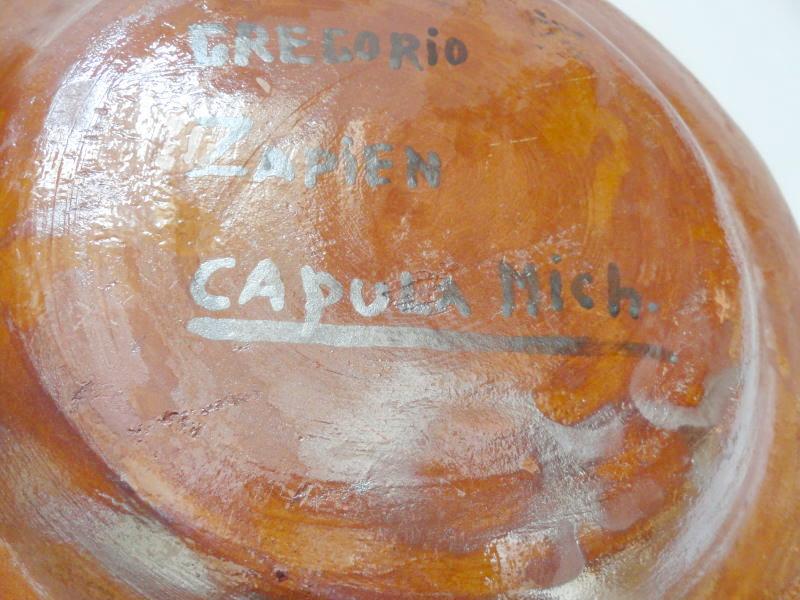 GREGORIO
ZAPIEN
CAPULA Mich.